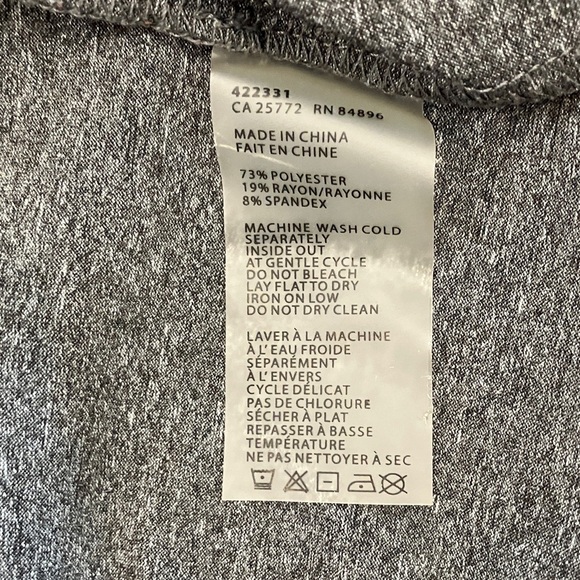 422331
CA 25772 RN 84896
MADE IN CHINA
FAIT EN CHINE
73% POLYESTER
19% RAYON/RAYONNE
8% SPANDEX
MACHINE WASH COLD
SEPARATELY
INSIDE OUT
AT GENTLE CYCLE
DO NOT BLEACH
LAY FLAT TO DRY
IRON ON LOW
DO NOT DRY CLEAN
LAVER À LA MACHINE
À L'EAU FROIDE
SÉPARÉMENT
À L'ENVERS
CYCLE DÉLICAT
PAS DE CHLORURE
SÉCHER À PLAT
REPASSER À BASSE
TEMPÉRATURE
NE PAS NETTOYER À SEC